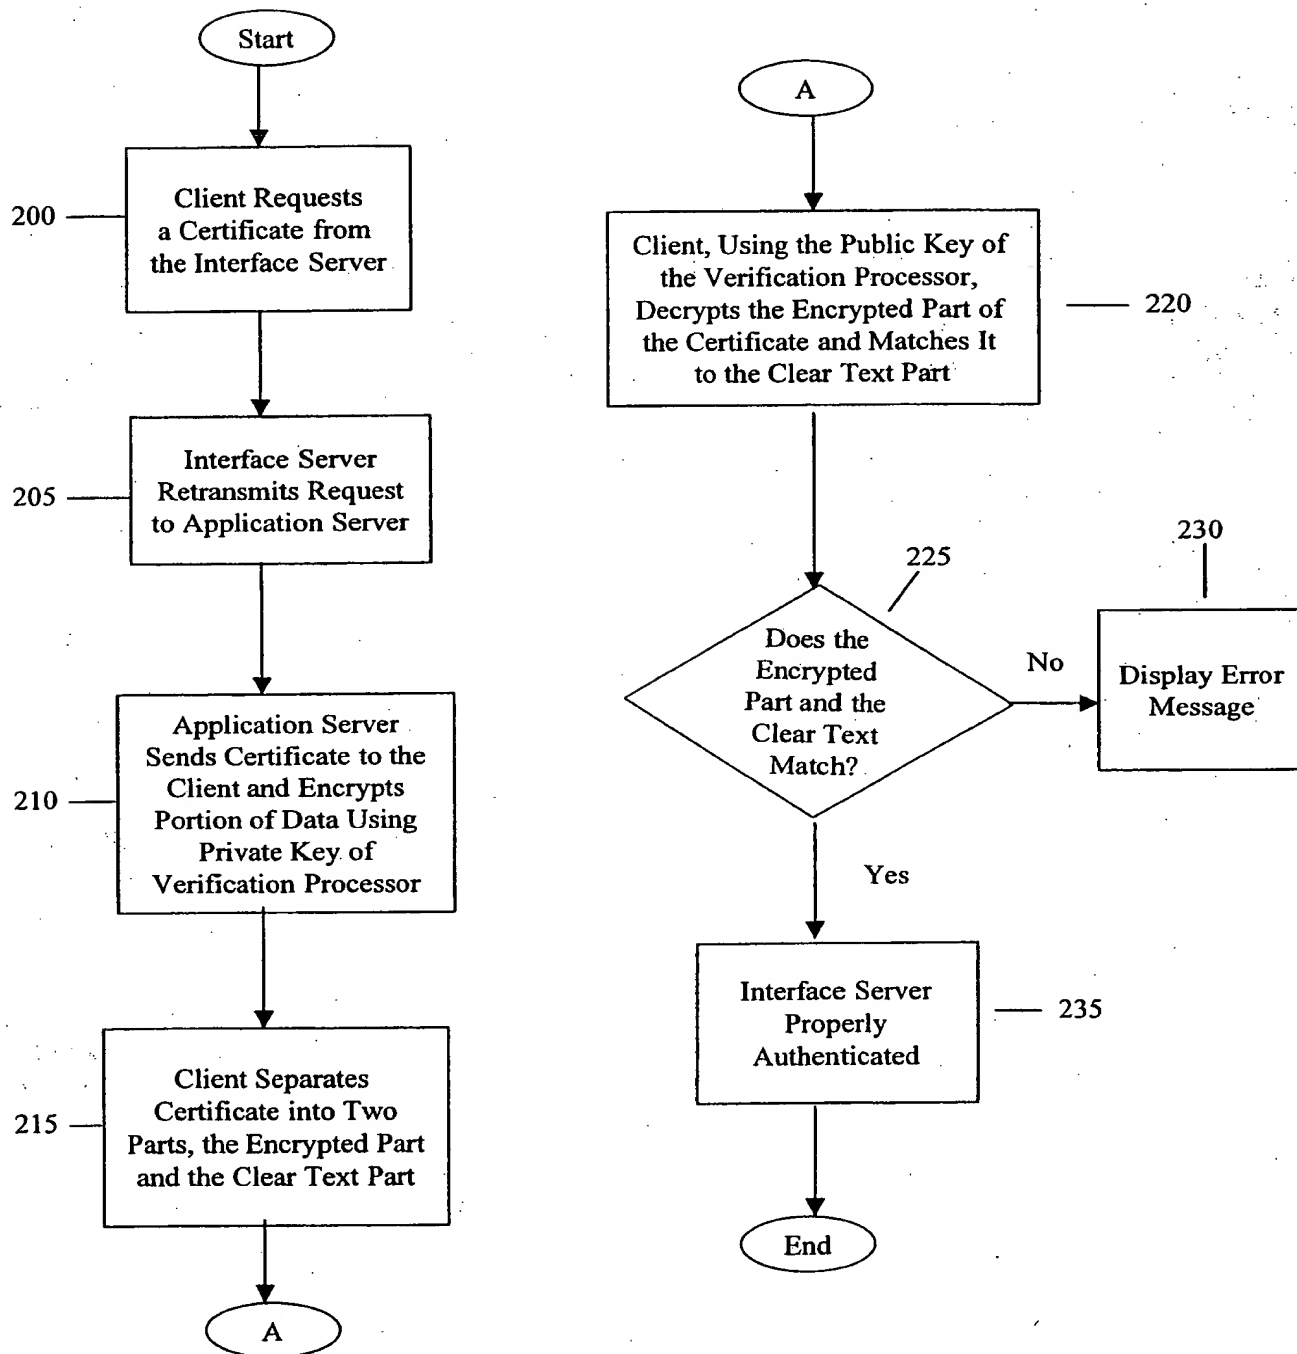 Start
200
Client Requests
a Certificate from
the Interface Server
205
Interface Server
Retransmits Request
to Application Server
210
Application Server
Sends Certificate to the
Client and Encrypts
Portion of Data Using
Private Key of
Verification Processor
215
Client Separates
Certificate into Two
Parts, the Encrypted Part
and the Clear Text Part
A
A
Client, Using the Public Key of
the Verification Processor,
Decrypts the Encrypted Part of
the Certificate and Matches It
to the Clear Text Part
220
225
Does the
Encrypted
Part and the
Clear Text
Match?
No
230
Display Error
Message
Yes
Interface Server
Properly
Authenticated
235
End